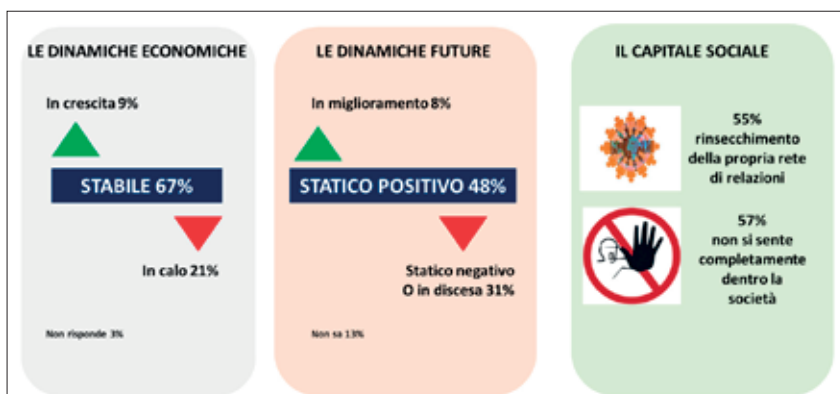 LE DINAMICHE ECONOMICHE
In crescita 9%
STABILE 67%
In calo 21%
Non risponde 3%
LE DINAMICHE FUTURE
In miglioramento 8%
STATICO POSITIVO 48%
Statico negativo
O in discesa 31%
Non sa 13%
IL CAPITALE SOCIALE
55%
rinsecchimento
della propria rete
di relazioni
57%
non si sente
completamente
dentro la
società